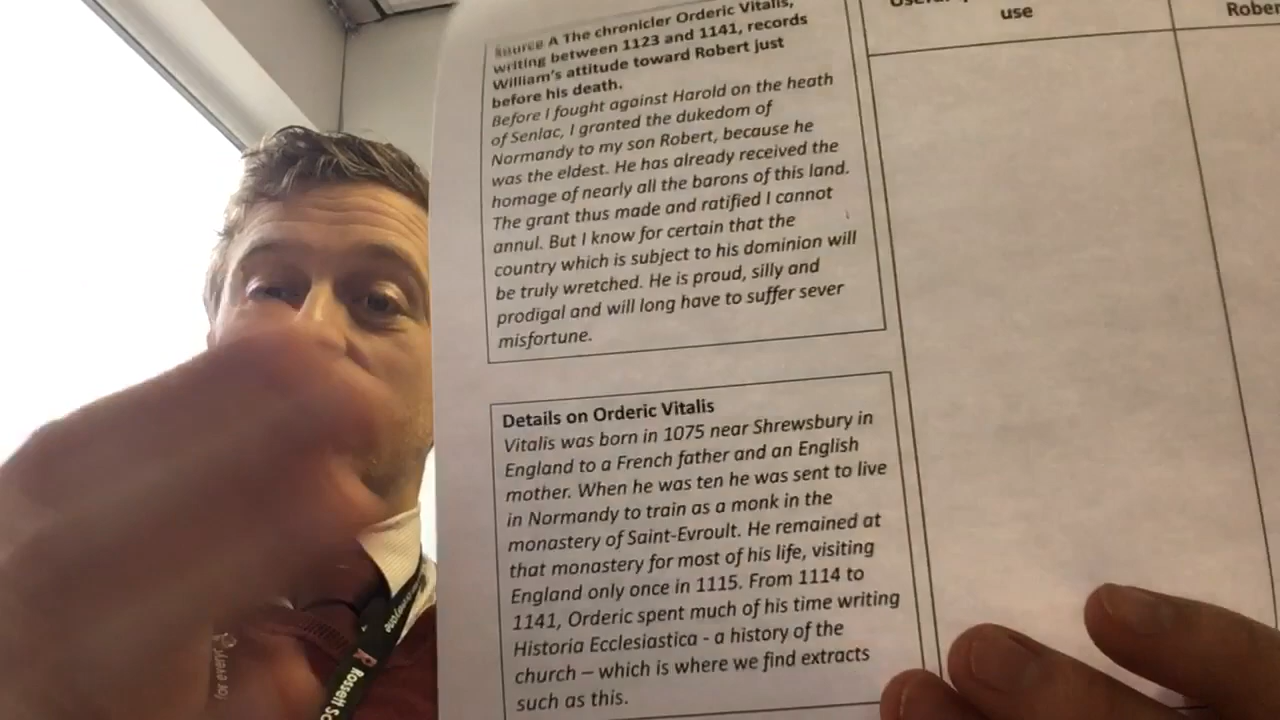 Source A The chronicler Orderic Vitalis,
writing between 1123 and 1141, records
William's attitude toward Robert just
before his death.
Before I fought against Harold on the heath
of Senlac, I granted the dukedom of
Normandy to my son Robert, because he
was the eldest. He has already received the
homage of nearly all the barons of this land.
The grant thus made and ratified I cannot
annul. But I know for certain that the
country which is subject to his dominion will
be truly wretched. He is proud, silly and
prodigal and will long have to suffer sever
misfortune.
Details on Orderic Vitalis
Vitalis was born in 1075 near Shrewsbury in
England to a French father and an English
mother. When he was ten he was sent to live
in Normandy to train as a monk in the
monastery of Saint-Evroult. He remained at
that monastery for most of his life, visiting
England only once in 1115. From 1114 to
1141, Orderic spent much of his time writing
Historia Ecclesiastica - a history of the
church – which is where we find extracts
such as this.
use
Rober
Rossett Sc
for every